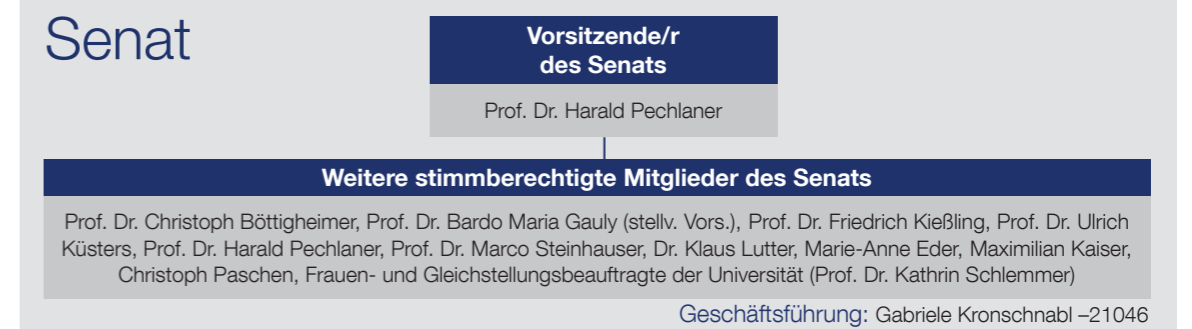 Senat
Vorsitzende/r
des Senats
Prof. Dr. Harald Pechlaner
Weitere stimmberechtigte Mitglieder des Senats
Prof. Dr. Christoph Böttigheimer, Prof. Dr. Bardo Maria Gauly (stellv. Vors.), Prof. Dr. Friedrich Kießling, Prof. Dr. Ulrich
Küsters, Prof. Dr. Harald Pechlaner, Prof. Dr. Marco Steinhauser, Dr. Klaus Lutter, Marie-Anne Eder, Maximilian Kaiser,
Christoph Paschen, Frauen- und Gleichstellungsbeauftragte der Universität (Prof. Dr. Kathrin Schlemmer)
Geschäftsführung: Gabriele Kronschnabl –21046